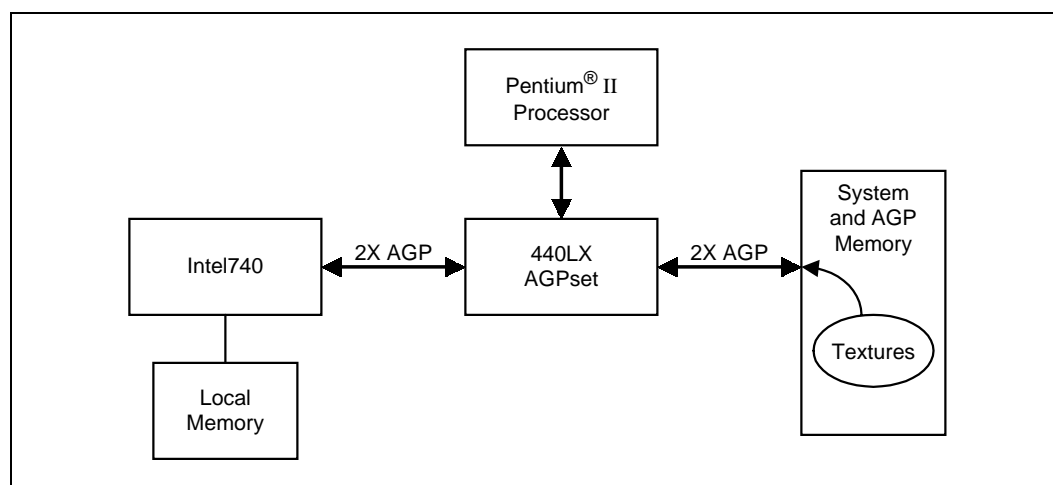 Pentium® II
Processor
System
and AGP
Memory
Intel740
2X AGP
440LX
AGPset
2X AGP
Textures
Local
Memory